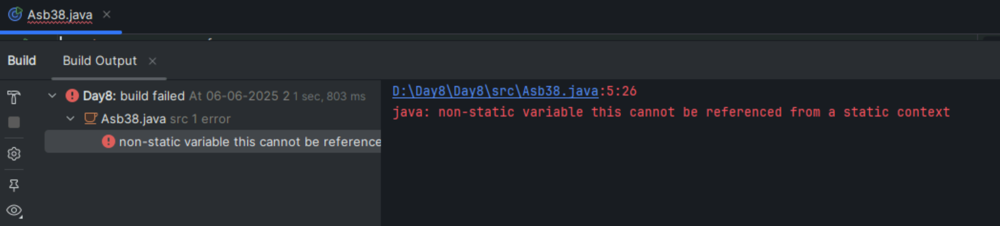 Asb38.java
Build Build Output
Day8: build failed At 06-06-2025 2 1 sec, 803 ms
Asb38.java src 1 error
non-static variable this cannot be reference
D:\Day8\Day8\src\Asb38.java:5:26
java: non-static variable this cannot be referenced from a static context